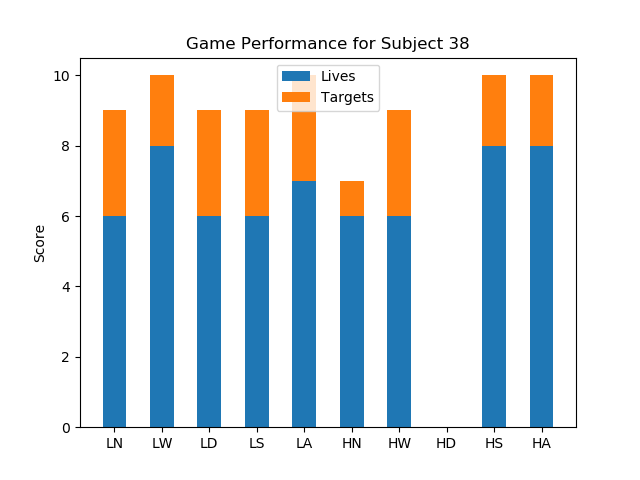 Game Performance for Subject 38
Lives
Targets
10
8
6
4
2
0
Score
LN LW LD LS LA HN HW HD HS HA